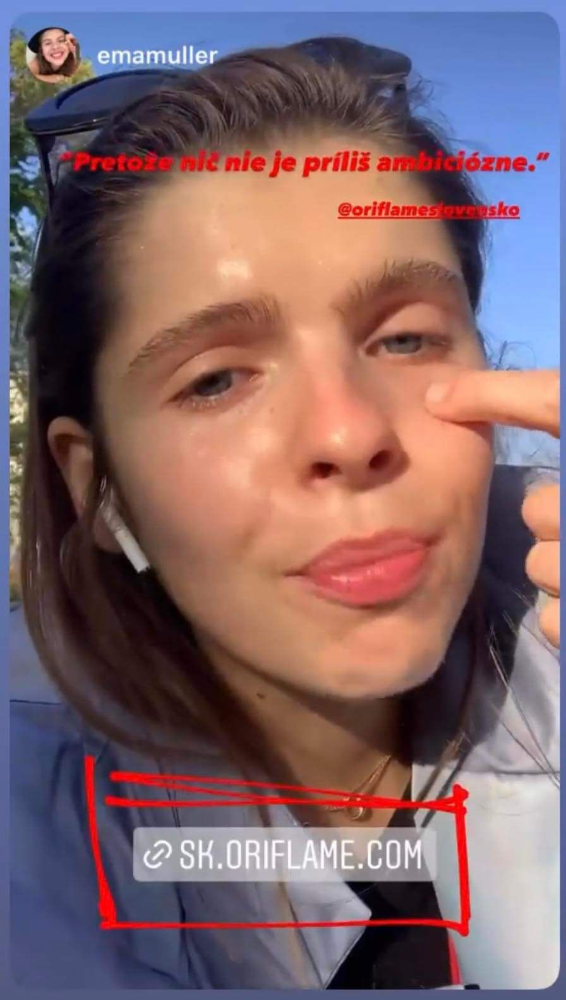 emamuller
"Pretože nič nie je príliš ambiciózne."
@oriflameslovensko
SK.ORIFLAME.COM